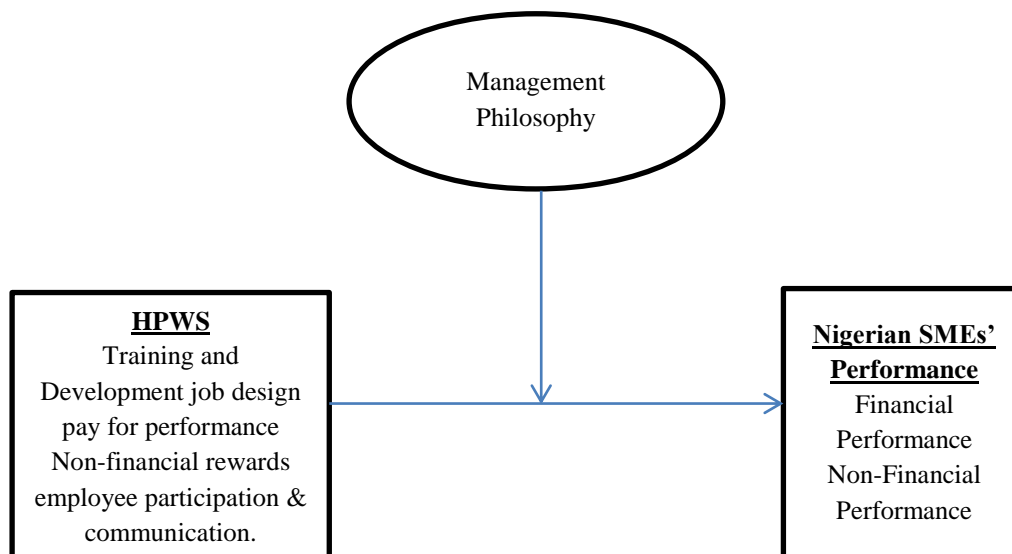 Management
Philosophy
HPWS
Training and
Development job design
pay for performance
Non-financial rewards
employee participation &
communication.
Nigerian SMEs’
Performance
Financial
Performance
Non-Financial
Performance